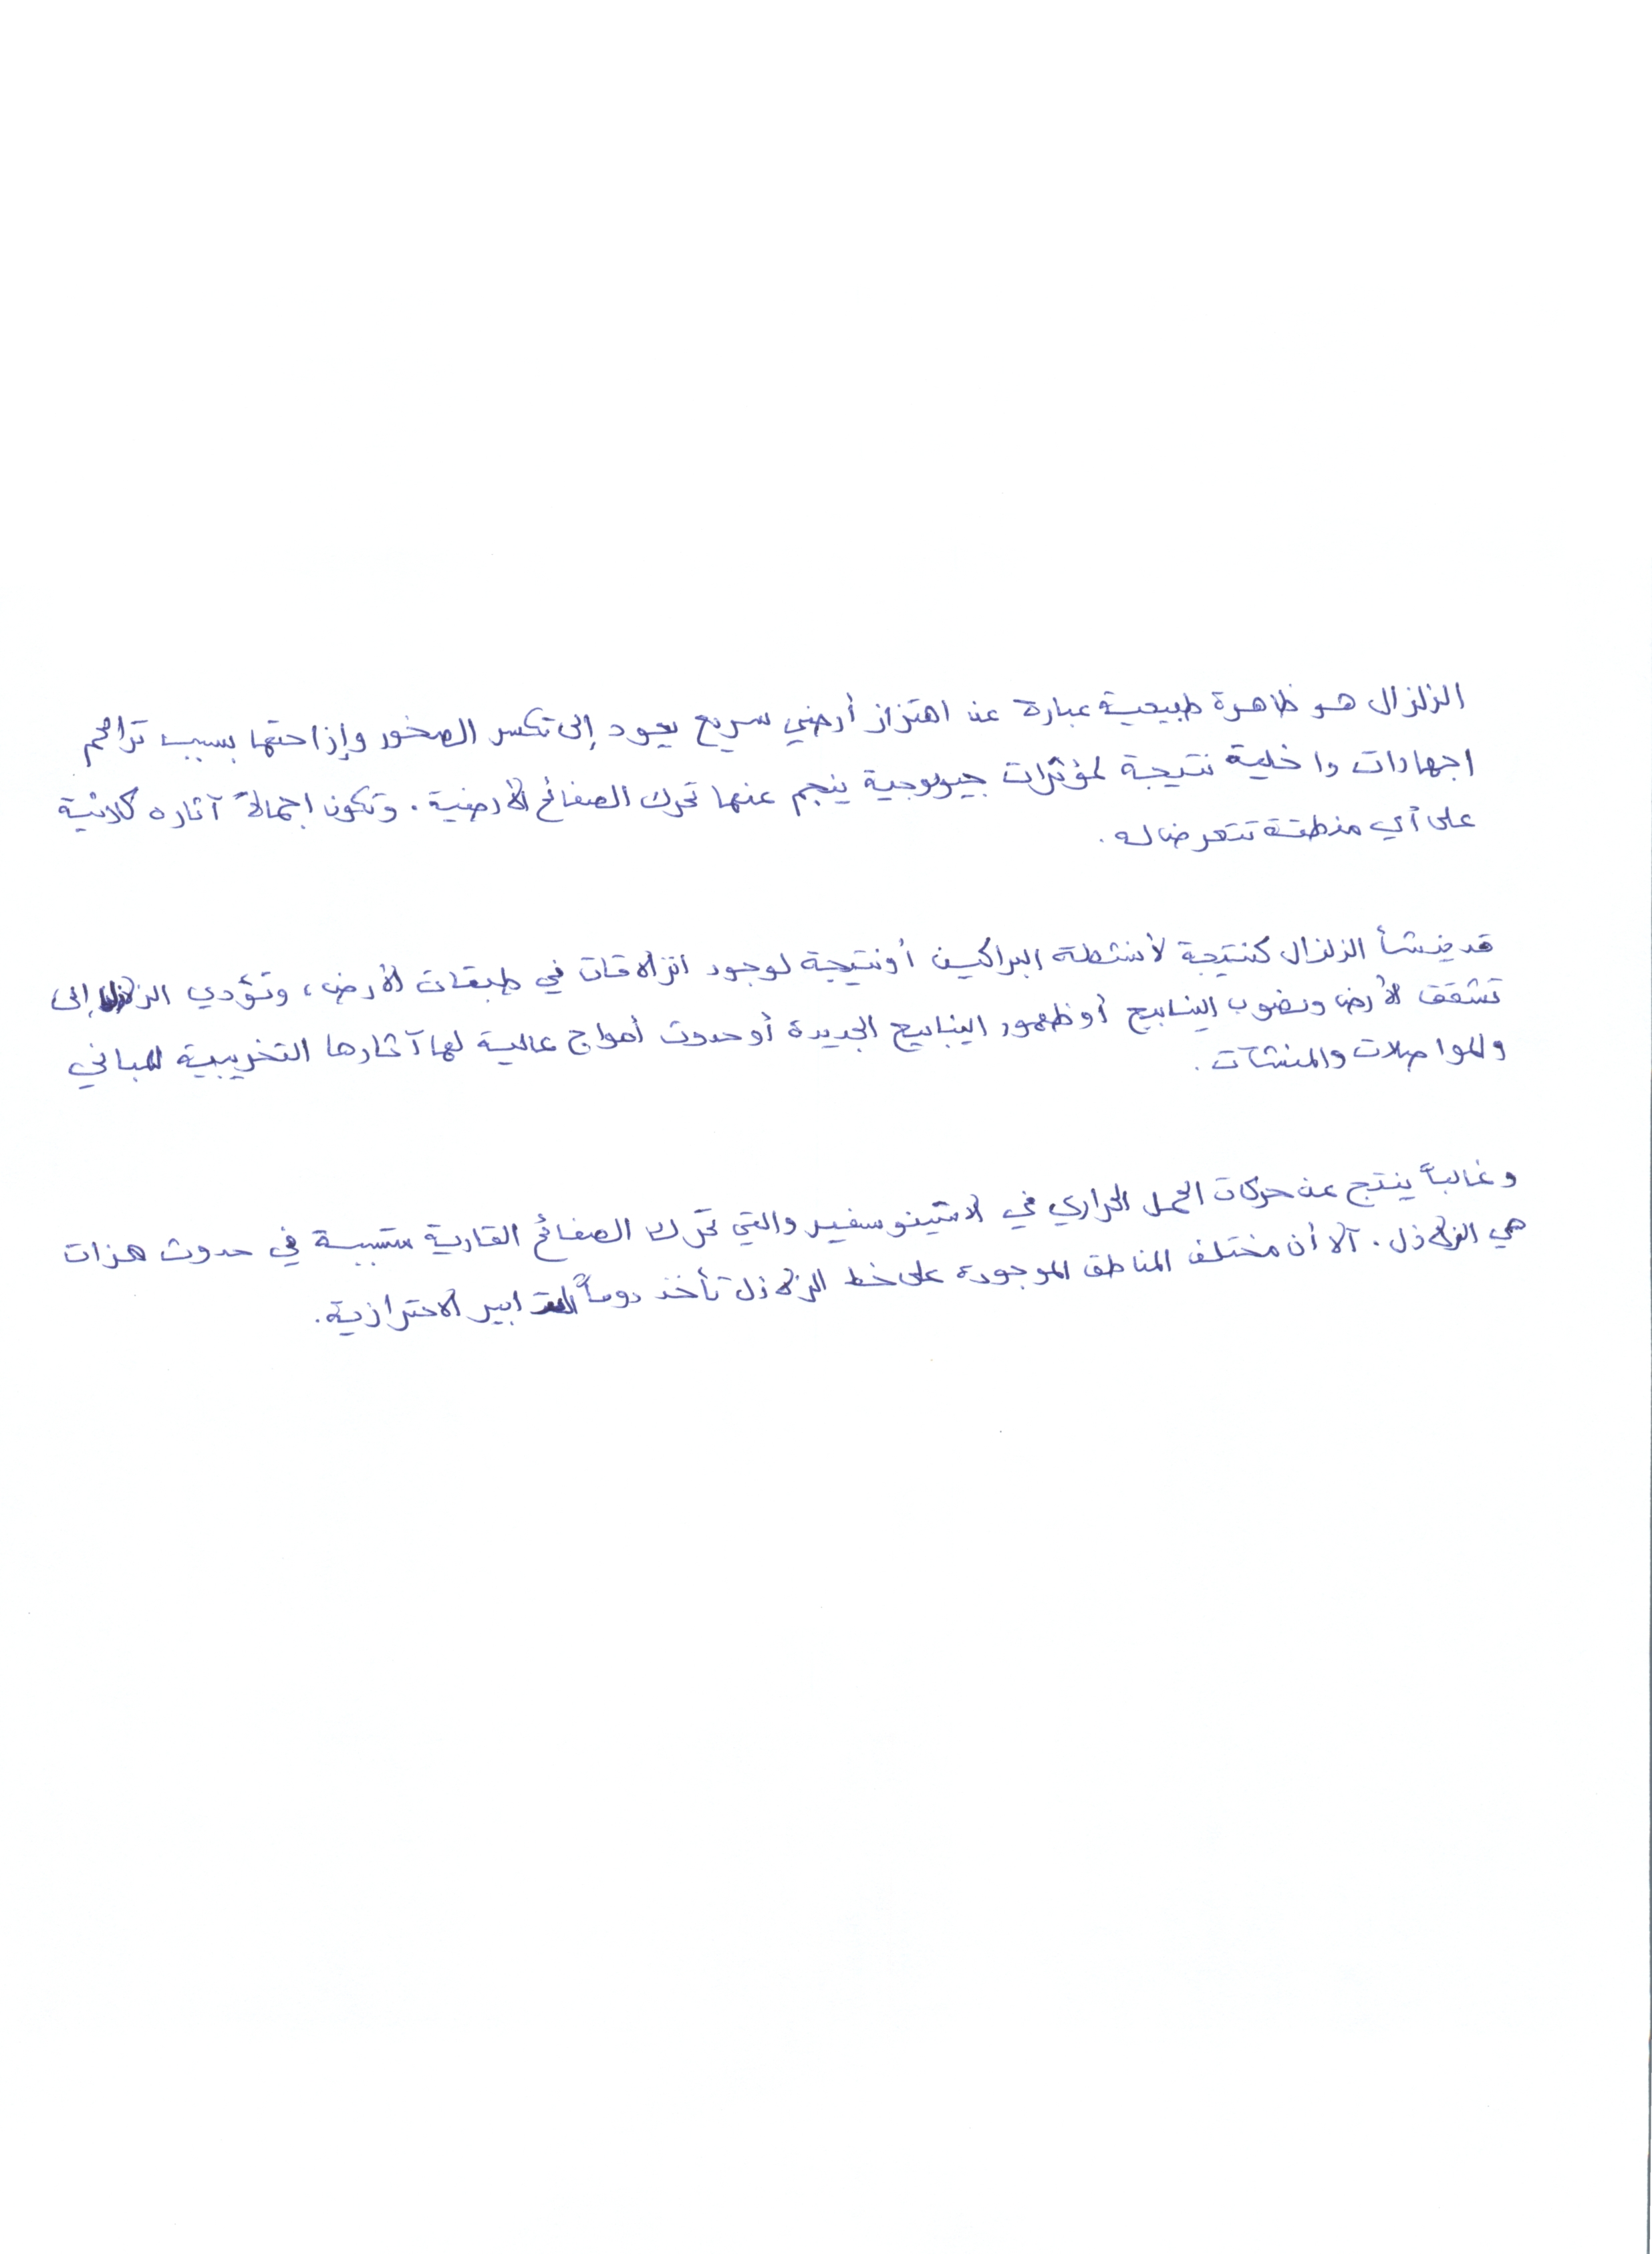 الزلزال هو ظاهرة طبيعية عبارة عن اهتزاز أرضي سريع يعود إلى تكسر الصخور وإزاحتها بسبب تراكم
اجهادات داخلية نتيجة لمؤثرات جيولوجية ينجم عنها تحرك الصفائح الأرضية. وتكون اجمالاً آثاره كارثية
على أي منطقة تتعرض له.
قد ينشأ الزلزال كنتيجة لأنشطة البراكين أو نتيجة لوجود انزلاقات في طبقات الأرض، وتؤدي الزلازل إلى
تشقق الأرض ونضوب الينابيع أو ظهور الينابيع الجديدة أو حدوث أمواج عالية لها آثارها التخريبية للمباني
والمواصلات والمنشآت.
وغالباً ينتج عن حركات الحمل الحراري في الاستينوسفير والتي تحرك الصفائح القارية متسببة في حدوث هزات
هي الزلازل. آلا أن مختلف المناطق الموجودة على خط الزلازل تأخذ دوماً التدابير الاحترازية.